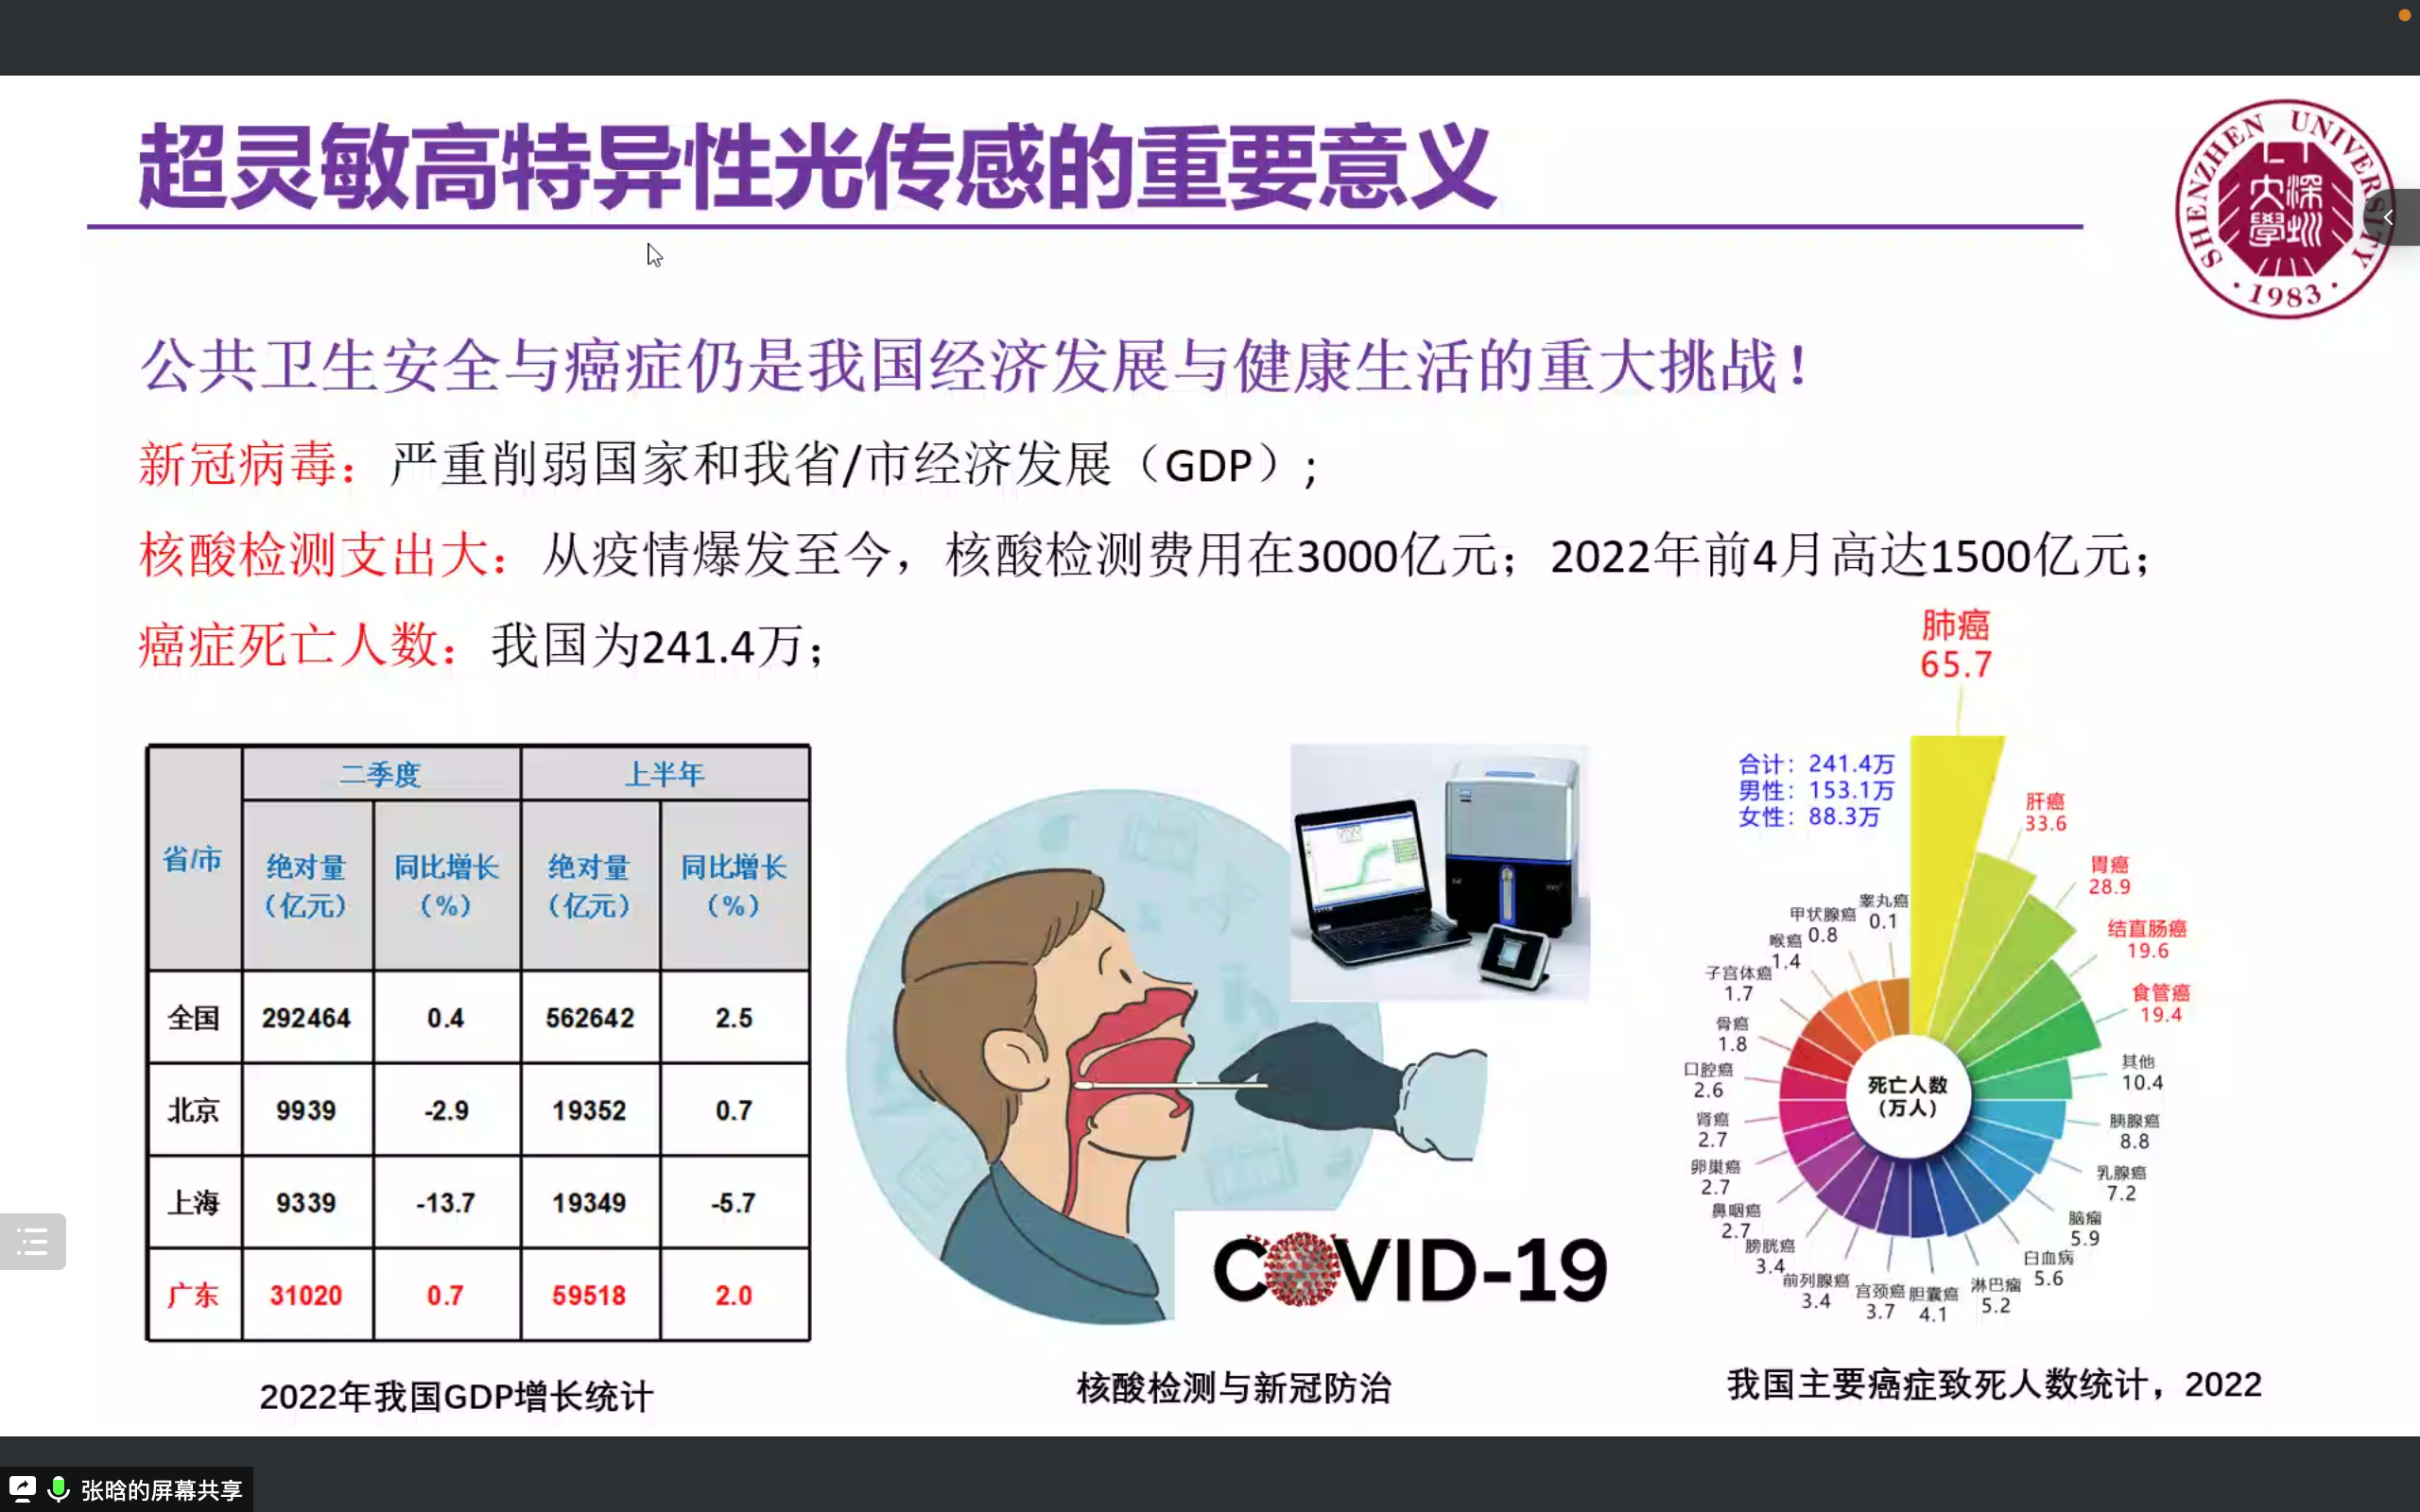 超灵敏高特异性光传感的重要意义
SHENZHEN UNIVERSITY
深圳大學
·1983·
公共卫生安全与癌症仍是我国经济发展与健康生活的重大挑战！
新冠病毒：严重削弱国家和我省/市经济发展（GDP）;
核酸检测支出大：从疫情爆发至今，核酸检测费用在3000亿元；2022年前4月高达1500亿元；
癌症死亡人数：我国为241.4万；
省/市 二季度 上半年
绝对量（亿元） 同比增长（%） 绝对量（亿元） 同比增长（%）
全国 292464 0.4 562642 2.5
北京 9939 -2.9 19352 0.7
上海 9339 -13.7 19349 -5.7
广东 31020 0.7 59518 2.0
2022年我国GDP增长统计
COVID-19
核酸检测与新冠防治
合计：241.4万
男性：153.1万
女性：88.3万
死亡人数
（万人）
肺癌
65.7
肝癌
33.6
胃癌
28.9
结直肠癌
19.6
食管癌
19.4
其他
10.4
胰腺癌
8.8
乳腺癌
7.2
脑瘤
5.9
白血病
5.6
淋巴瘤
5.2
胆囊癌
4.1
宫颈癌
3.7
前列腺癌
3.4
膀胱癌
3.4
鼻咽癌
2.7
卵巢癌
2.7
肾癌
2.7
口腔癌
2.6
骨癌
1.8
子宫体癌
1.7
喉癌
1.4
甲状腺癌
0.8
睾丸癌
0.1
我国主要癌症致死人数统计，2022
张晗的屏幕共享